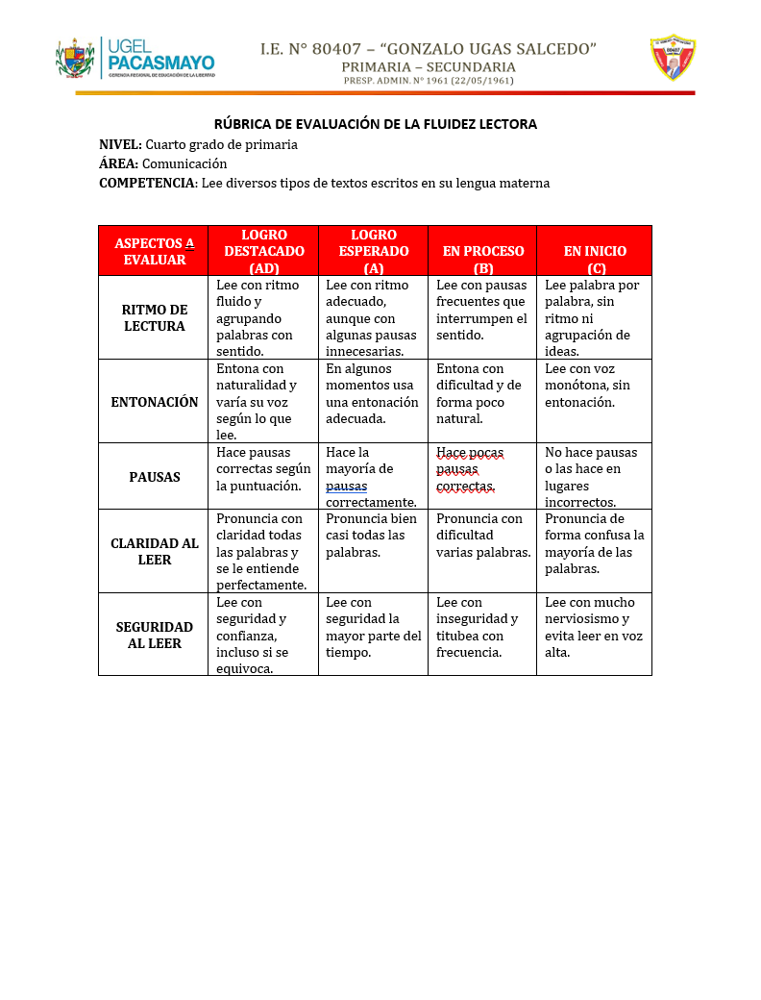 UGEL
PACASMAYO
GERENCIA REGIONAL DE EDUCACIÓN DE LA LIBERTAD
I.E. N° 80407 – “GONZALO UGAS SALCEDO”
PRIMARIA – SECUNDARIA
PRESP. ADMIN. N° 1961 (22/05/1961)
80407
RÚBRICA DE EVALUACIÓN DE LA FLUIDEZ LECTORA
NIVEL: Cuarto grado de primaria
ÁREA: Comunicación
COMPETENCIA: Lee diversos tipos de textos escritos en su lengua materna
ASPECTOS A
EVALUAR
LOGRO
DESTACADO
(AD)
LOGRO
ESPERADO
(A)
EN PROCESO
(B)
EN INICIO
(C)
RITMO DE
LECTURA
Lee con ritmo
fluido y
agrupando
palabras con
sentido.
Lee con ritmo
adecuado,
aunque con
algunas pausas
innecesarias.
Lee con pausas
frecuentes que
interrumpen el
sentido.
Lee palabra por
palabra, sin
ritmo ni
agrupación de
ideas.
ENTONACIÓN
Entona con
naturalidad y
varía su voz
según lo que
lee.
En algunos
momentos usa
una entonación
adecuada.
Entona con
dificultad y de
forma poco
natural.
Lee con voz
monótona, sin
entonación.
PAUSAS
Hace pausas
correctas según
la puntuación.
Hace la
mayoría de
pausas
correctamente.
Hace pocas
pausas
correctas.
No hace pausas
o las hace en
lugares
incorrectos.
CLARIDAD AL
LEER
Pronuncia con
claridad todas
las palabras y
se le entiende
perfectamente.
Pronuncia bien
casi todas las
palabras.
Pronuncia con
dificultad
varias palabras.
Pronuncia de
forma confusa la
mayoría de las
palabras.
SEGURIDAD
AL LEER
Lee con
seguridad y
confianza,
incluso si se
equivoca.
Lee con
seguridad la
mayor parte del
tiempo.
Lee con
inseguridad y
titubea con
frecuencia.
Lee con mucho
nerviosismo y
evita leer en voz
alta.